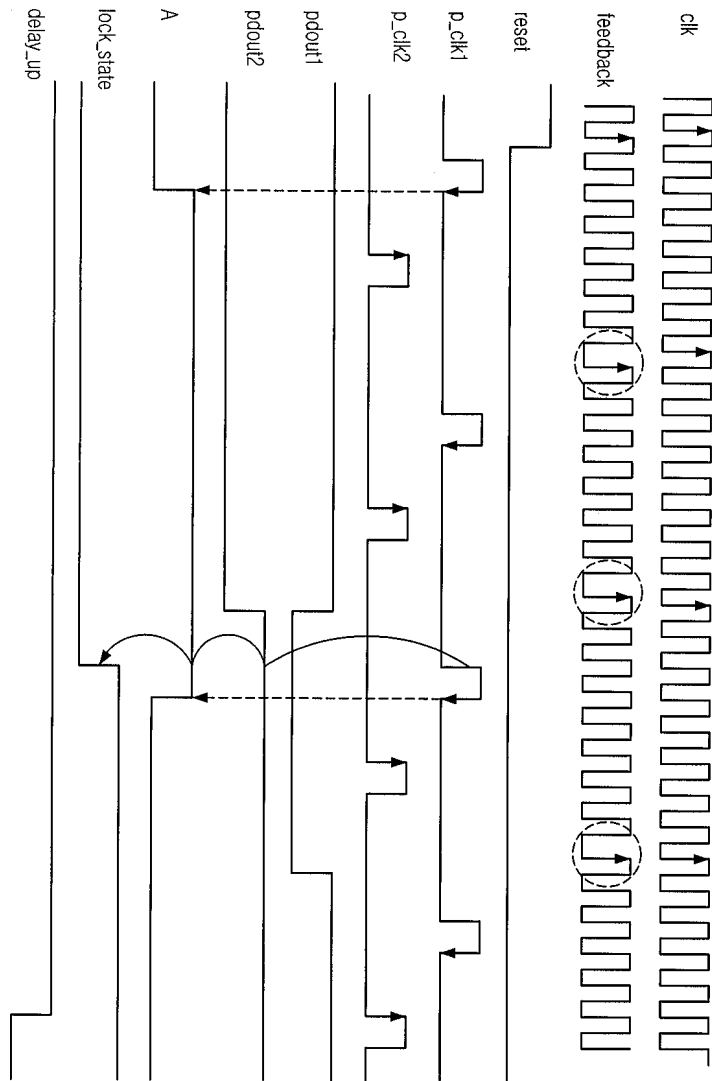 clk
feedback
reset
p_clk1
p_clk2
pdout1
pdout2
A
lock_state
delay_up